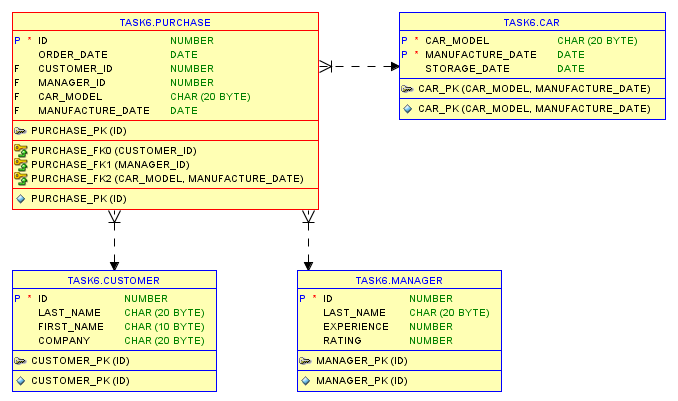 TASK6.PURCHASE
P * ID NUMBER
ORDER_DATE DATE
F CUSTOMER_ID NUMBER
F MANAGER_ID NUMBER
F CAR_MODEL CHAR (20 BYTE)
F MANUFACTURE_DATE DATE
PURCHASE_PK (ID)
PURCHASE_FK0 (CUSTOMER_ID)
PURCHASE_FK1 (MANAGER_ID)
PURCHASE_FK2 (CAR_MODEL, MANUFACTURE_DATE)
PURCHASE_PK (ID)
TASK6.CAR
P * CAR_MODEL CHAR (20 BYTE)
P * MANUFACTURE_DATE DATE
STORAGE_DATE DATE
CAR_PK (CAR_MODEL, MANUFACTURE_DATE)
CAR_PK (CAR_MODEL, MANUFACTURE_DATE)
TASK6.CUSTOMER
P * ID NUMBER
LAST_NAME CHAR (20 BYTE)
FIRST_NAME CHAR (10 BYTE)
COMPANY CHAR (20 BYTE)
CUSTOMER_PK (ID)
CUSTOMER_PK (ID)
TASK6.MANAGER
P * ID NUMBER
LAST_NAME CHAR (20 BYTE)
EXPERIENCE NUMBER
RATING NUMBER
MANAGER_PK (ID)
MANAGER_PK (ID)